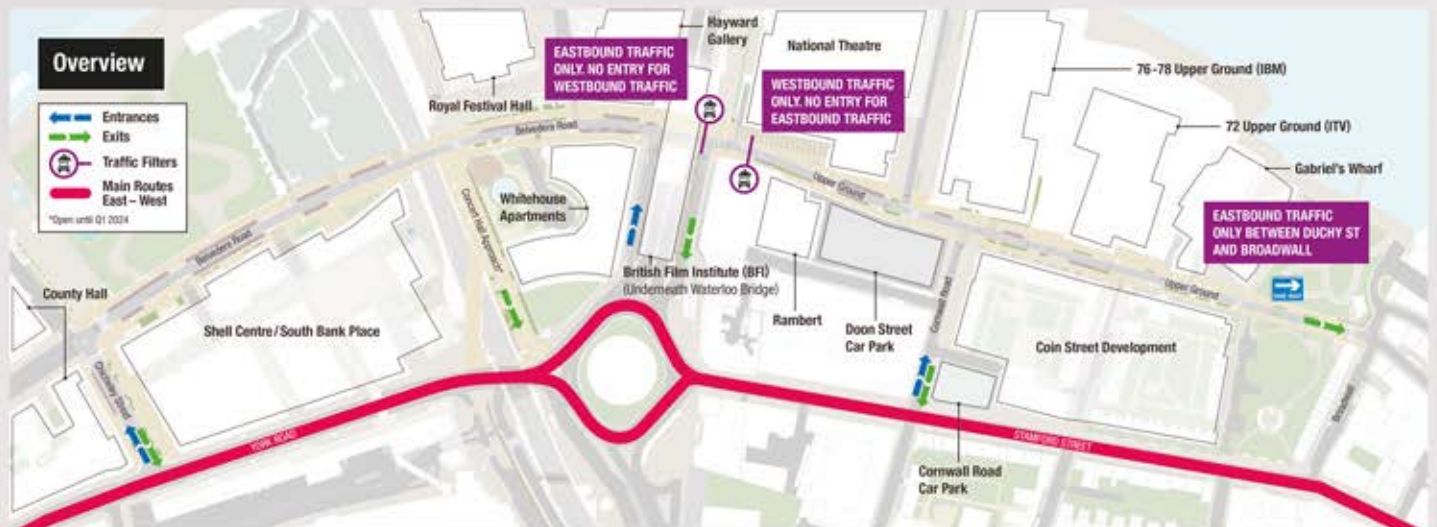 Overview
Entrances
Exits
Traffic Filters
Main Routes
East – West
*Open until Q1 2024
Royal Festival Hall
EASTBOUND TRAFFIC
ONLY. NO ENTRY FOR
WESTBOUND TRAFFIC
Hayward
Gallery
National Theatre
WESTBOUND TRAFFIC
ONLY. NO ENTRY FOR
EASTBOUND TRAFFIC
76-78 Upper Ground (IBM)
72 Upper Ground (ITV)
Gabriel's Wharf
EASTBOUND TRAFFIC
ONLY BETWEEN DUCHY ST
AND BROADWALL
Belvedere Road
Belvedere Road
Concert Hall Approach*
Whitehouse
Apartments
Upper Ground
Upper Ground
British Film Institute (BFI)
(Underneath Waterloo Bridge)
County Hall
Shell Centre/South Bank Place
Chicheley Street
Rambert
Doon Street
Car Park
Cornwall Road
Coin Street Development
Broadwall
YORK ROAD
STAMFORD STREET
Cornwall Road
Car Park